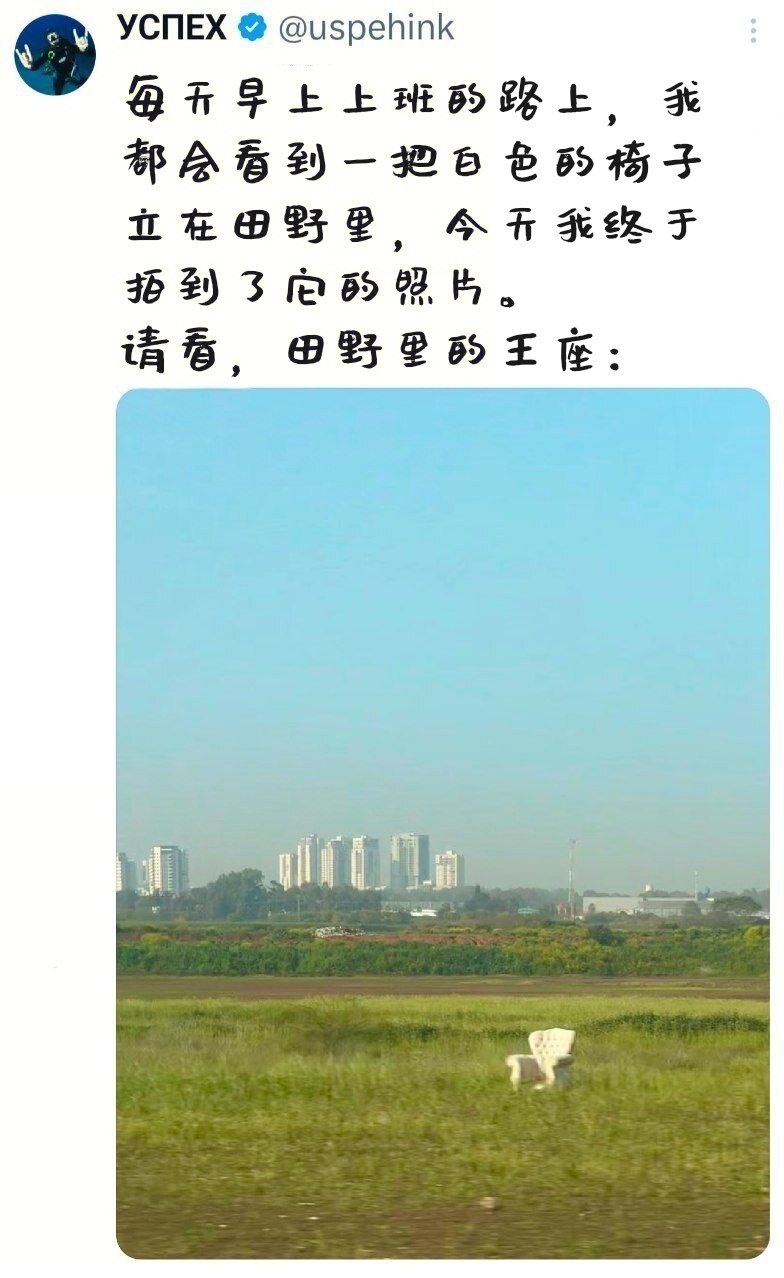 УСПЕХ @uspehink
每天早上上班的路上，我
都会看到一把白色的椅子
立在田野里，今天我终于
拍到了它的照片。
请看，田野里的王座：